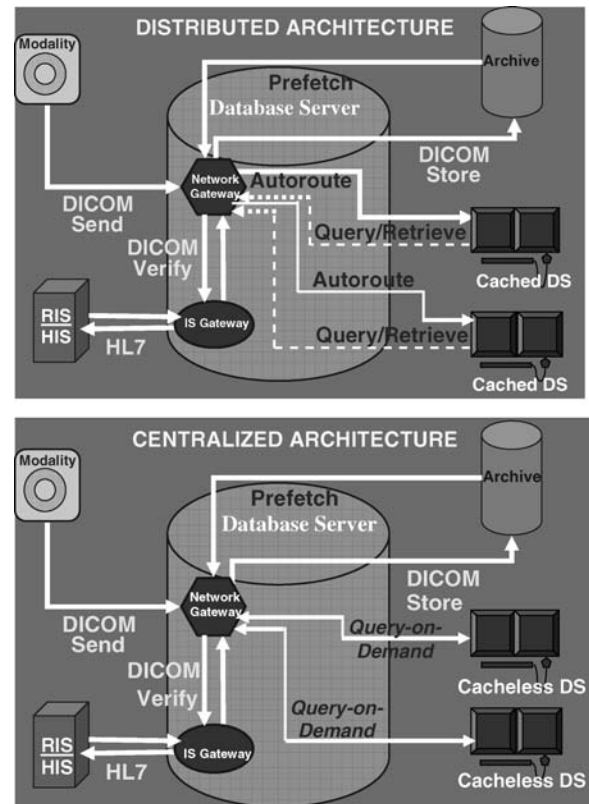 DISTRIBUTED ARCHITECTURE
Modality
Archive
Prefetch
Database Server
DICOM
Store
Network
Gateway
Autoroute
DICOM
Send
Query/Retrieve
DICOM
Verify
Cached DS
Autoroute
RIS
HIS
IS Gateway
HL7
Query/Retrieve
Cached DS
CENTRALIZED ARCHITECTURE
Modality
Archive
Prefetch
Database Server
DICOM
Store
Network
Gateway
DICOM
Send
Query-on-
Demand
DICOM
Verify
Cacheless DS
Query-on-
Demand
RIS
HIS
IS Gateway
HL7
Cacheless DS